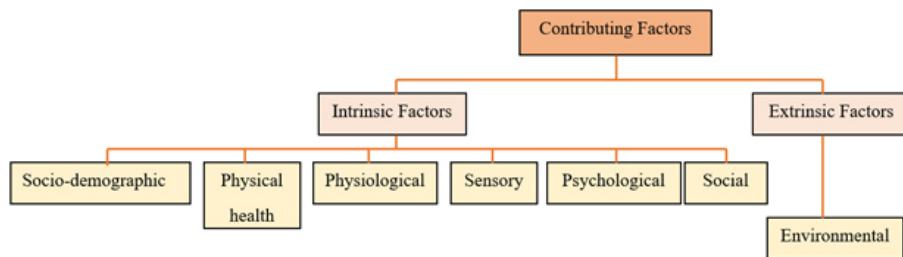 Contributing Factors
Intrinsic Factors
Extrinsic Factors
Socio-demographic
Physical
health
Physiological
Sensory
Psychological
Social
Environmental